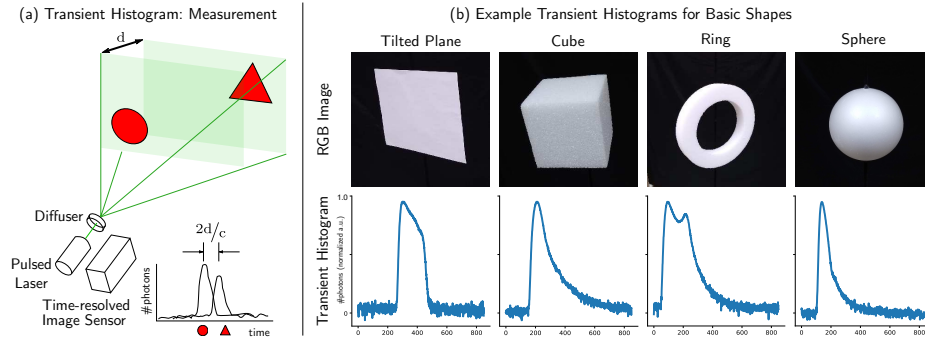 (a) Transient Histogram: Measurement
d
Diffuser
Pulsed
Laser
Time-resolved
Image Sensor
2d/c
#photons
time
(b) Example Transient Histograms for Basic Shapes
Tilted Plane
Cube
Ring
Sphere
RGB Image
Transient Histogram
#photons (normalized a.u.)
1.0
0
0 200 400 600 800
0 200 400 600 800
0 200 400 600 800
0 200 400 600 800